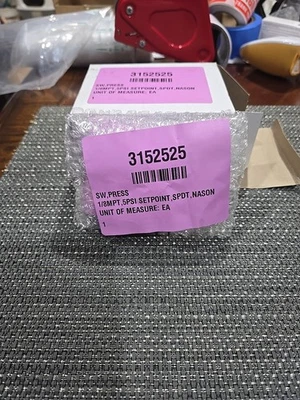 3152525
SW,PRESS
1/8MPT,5PSI SETPOINT,SPDT,NASON
UNIT OF MEASURE: EA
1
3152525
SW,PRESS
1/8MPT,5PSI SETPOINT,SPDT,NASON
UNIT OF MEASURE: EA
1